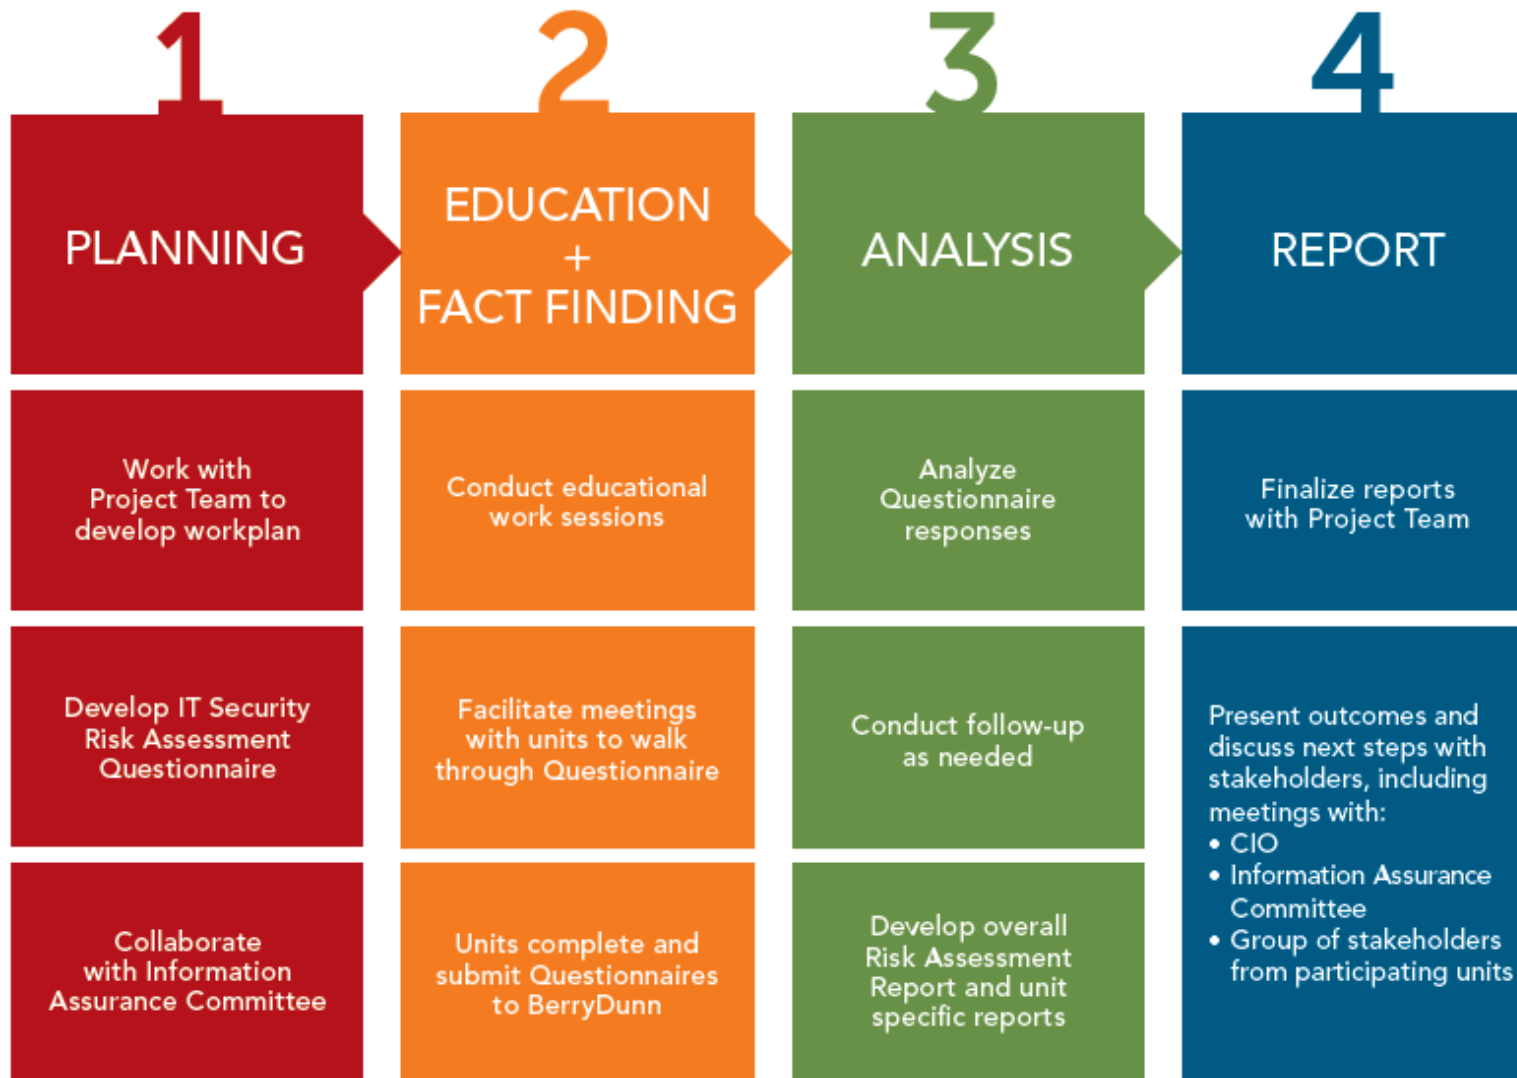 1
PLANNING
Work with
Project Team to
develop workplan
Develop IT Security
Risk Assessment
Questionnaire
Collaborate
with Information
Assurance Committee
2
EDUCATION
+
FACT FINDING
Conduct educational
work sessions
Facilitate meetings
with units to walk
through Questionnaire
Units complete and
submit Questionnaires
to BerryDunn
3
ANALYSIS
Analyze
Questionnaire
responses
Conduct follow-up
as needed
Develop overall
Risk Assessment
Report and unit
specific reports
4
REPORT
Finalize reports
with Project Team
Present outcomes and
discuss next steps with
stakeholders, including
meetings with:
• CIO
• Information Assurance
Committee
• Group of stakeholders
from participating units